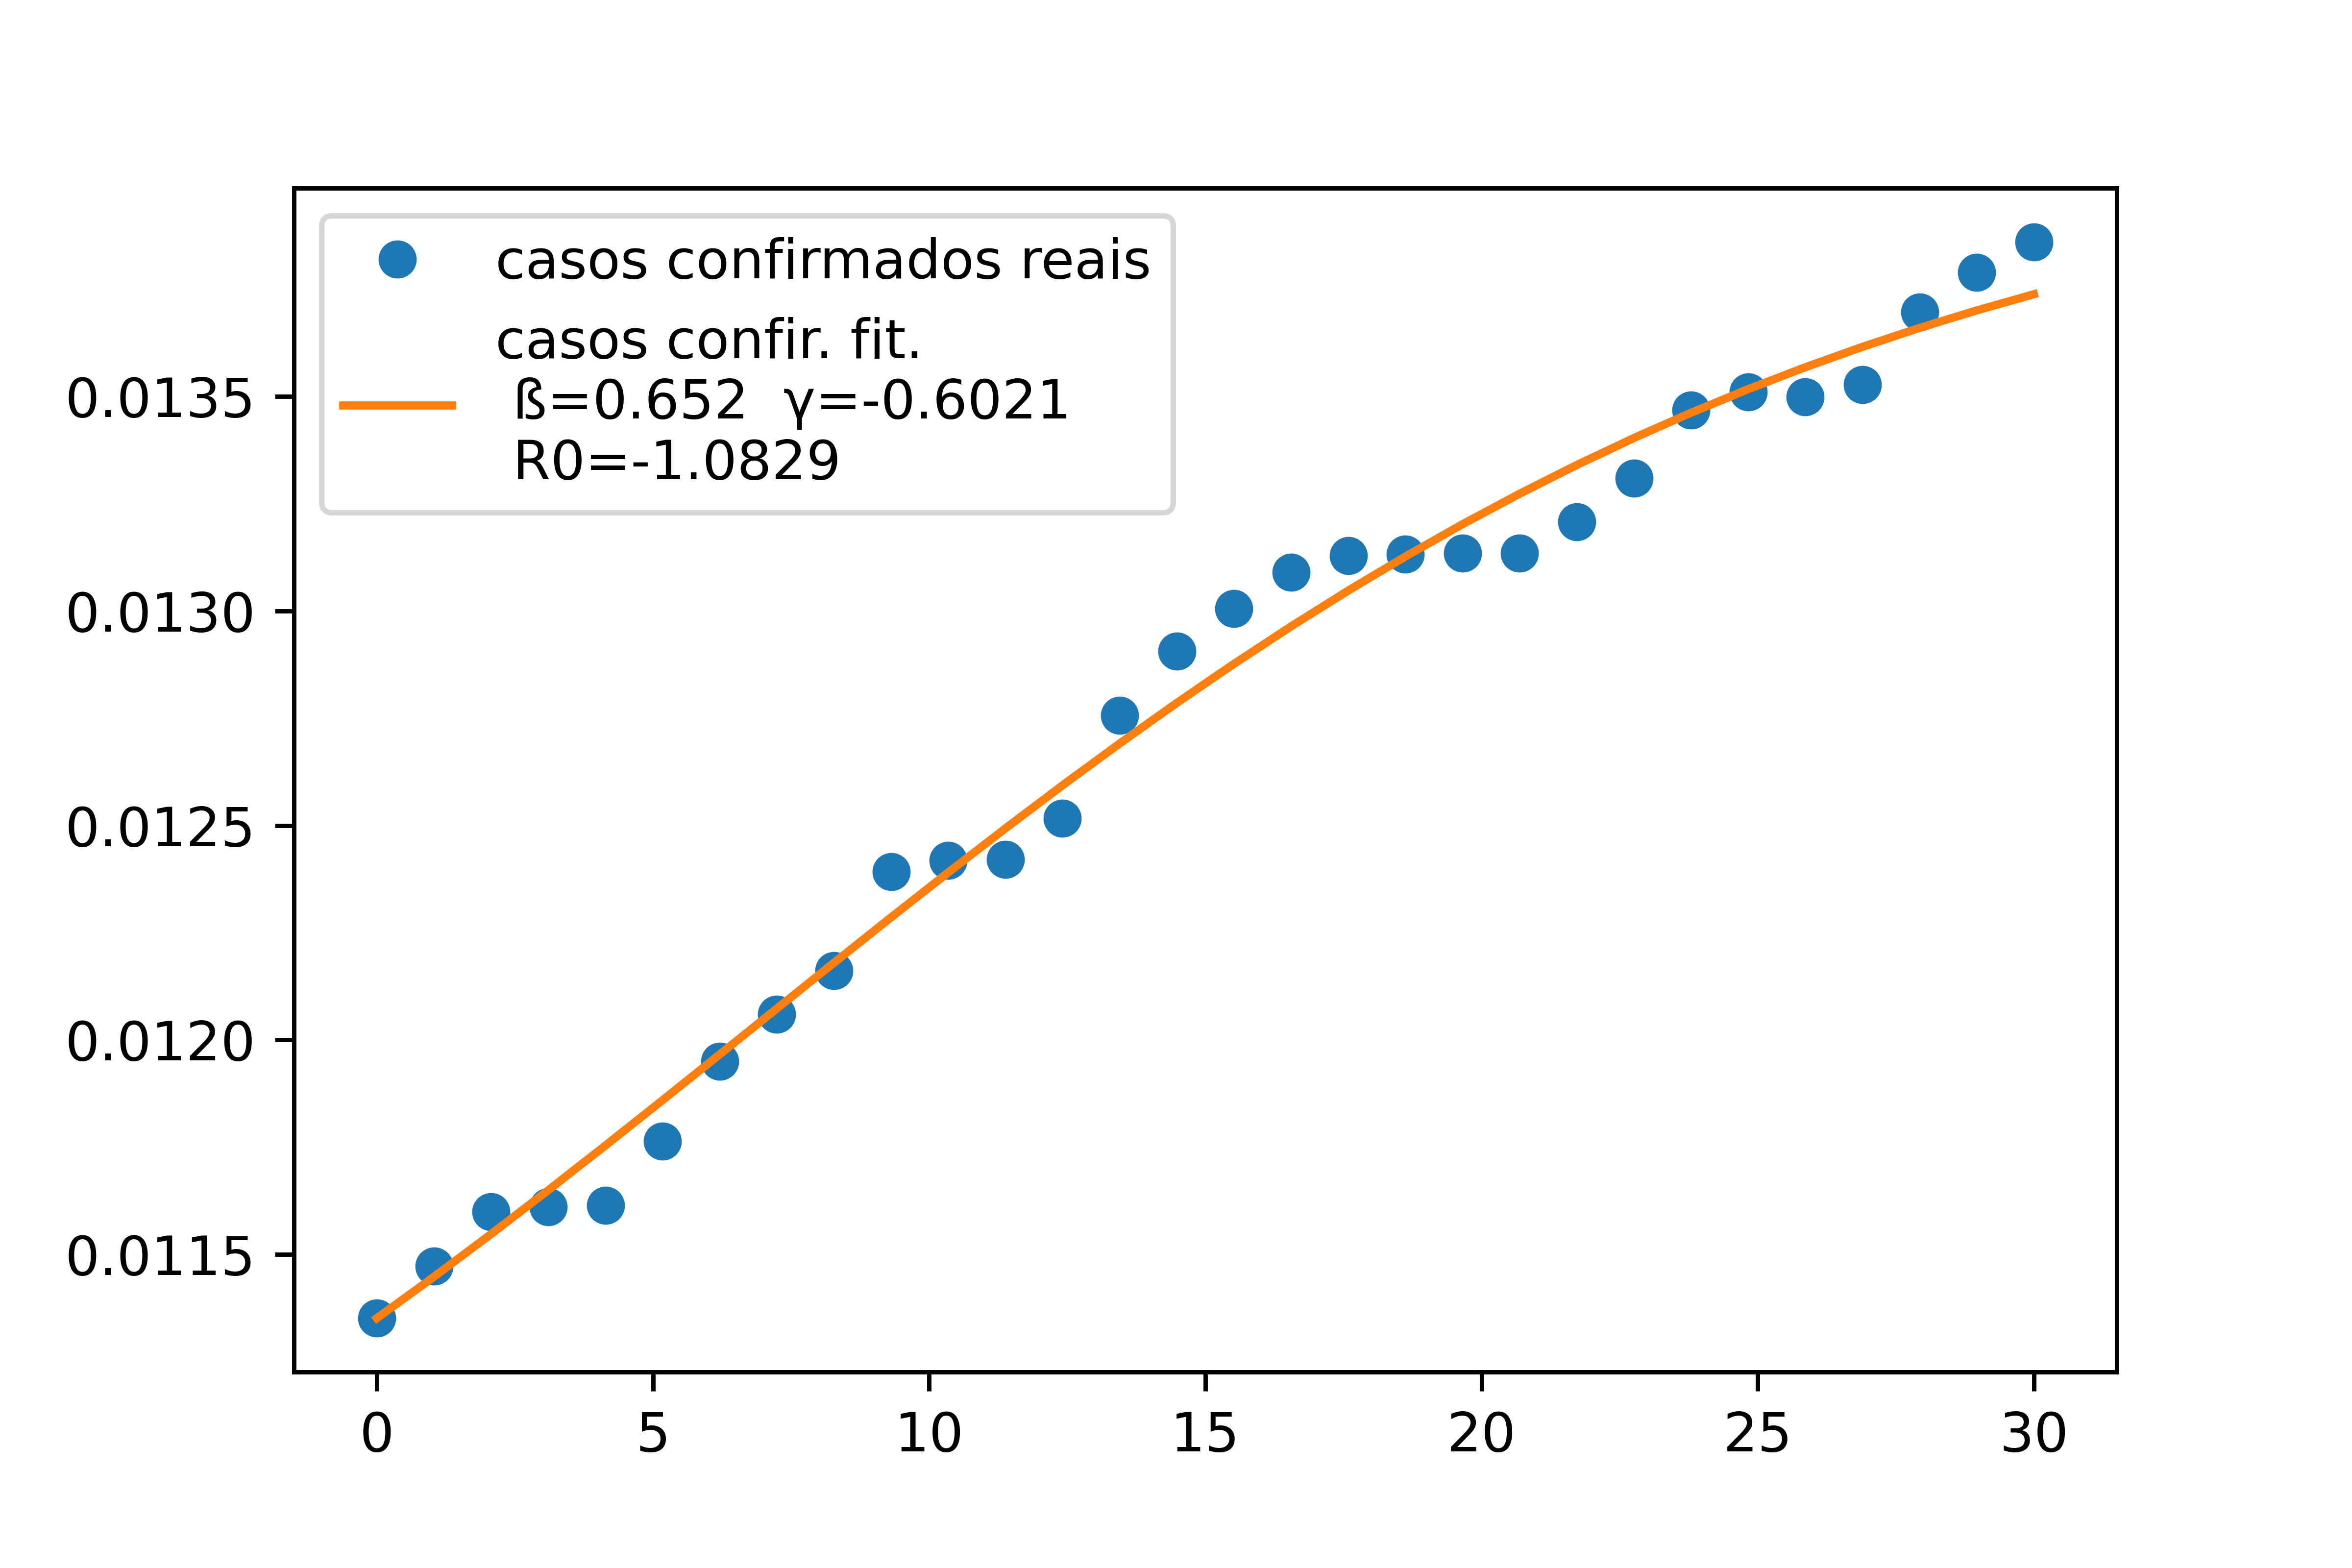 casos confirmados reais
casos confir. fit.
ß=0.652 γ=-0.6021
R0=-1.0829
0.0135
0.0130
0.0125
0.0120
0.0115
0 5 10 15 20 25 30